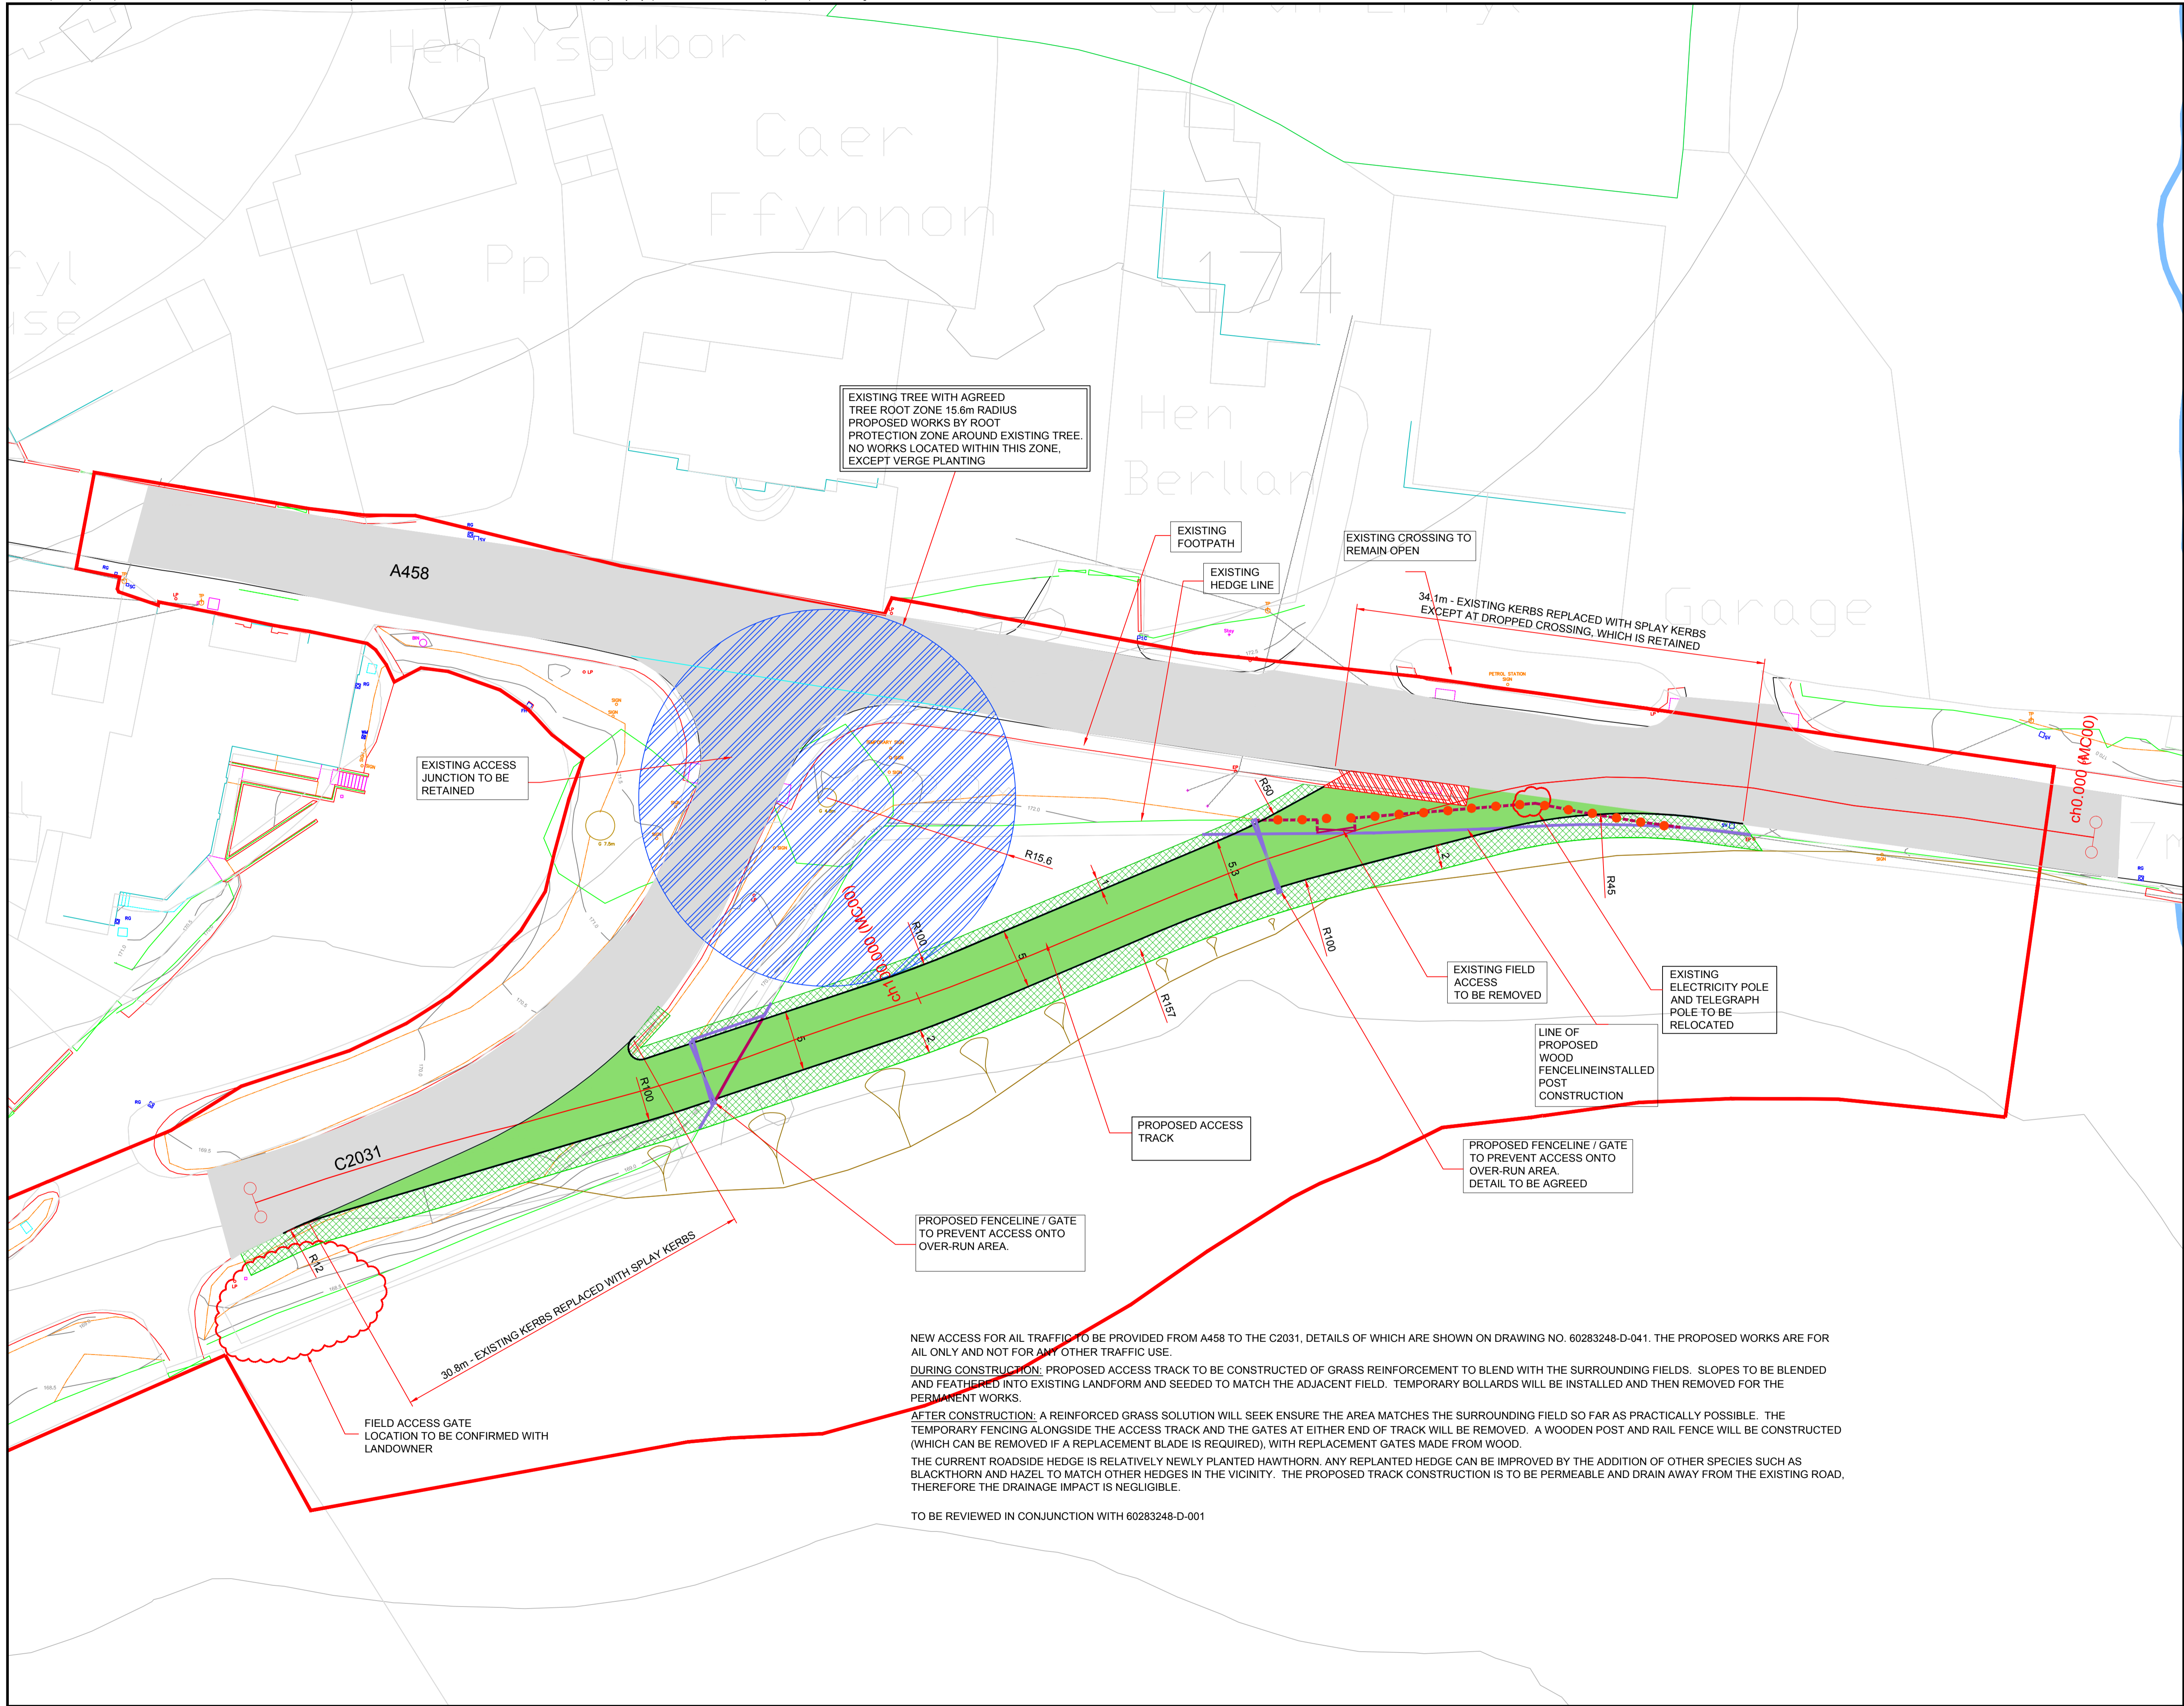 Hen Ysgubor
Caer
Ffynnon
Pp
174
Hen
Berllan
Garage
EXISTING TREE WITH AGREED
TREE ROOT ZONE 15.6m RADIUS
PROPOSED WORKS BY ROOT
PROTECTION ZONE AROUND EXISTING TREE.
NO WORKS LOCATED WITHIN THIS ZONE,
EXCEPT VERGE PLANTING
EXISTING
FOOTPATH
EXISTING
HEDGE LINE
EXISTING CROSSING TO
REMAIN OPEN
34.1m - EXISTING KERBS REPLACED WITH SPLAY KERBS
EXCEPT AT DROPPED CROSSING, WHICH IS RETAINED
A458
PETROL STATION
SIGN
ch0.000 (MC00)
EXISTING ACCESS
JUNCTION TO BE
RETAINED
R50
R15.6
1
5.3
2
R45
R100
R100
5
R157
ch100.000 (MC00)
5
2
R100
EXISTING FIELD
ACCESS
TO BE REMOVED
EXISTING
ELECTRICITY POLE
AND TELEGRAPH
POLE TO BE
RELOCATED
LINE OF
PROPOSED
WOOD
FENCELINEINSTALLED
POST
CONSTRUCTION
PROPOSED ACCESS
TRACK
PROPOSED FENCELINE / GATE
TO PREVENT ACCESS ONTO
OVER-RUN AREA.
DETAIL TO BE AGREED
C2031
PROPOSED FENCELINE / GATE
TO PREVENT ACCESS ONTO
OVER-RUN AREA.
R12
30.8m - EXISTING KERBS REPLACED WITH SPLAY KERBS
FIELD ACCESS GATE
LOCATION TO BE CONFIRMED WITH
LANDOWNER
NEW ACCESS FOR AIL TRAFFIC TO BE PROVIDED FROM A458 TO THE C2031, DETAILS OF WHICH ARE SHOWN ON DRAWING NO. 60283248-D-041. THE PROPOSED WORKS ARE FOR
AIL ONLY AND NOT FOR ANY OTHER TRAFFIC USE.
DURING CONSTRUCTION: PROPOSED ACCESS TRACK TO BE CONSTRUCTED OF GRASS REINFORCEMENT TO BLEND WITH THE SURROUNDING FIELDS. SLOPES TO BE BLENDED
AND FEATHERED INTO EXISTING LANDFORM AND SEEDED TO MATCH THE ADJACENT FIELD. TEMPORARY BOLLARDS WILL BE INSTALLED AND THEN REMOVED FOR THE
PERMANENT WORKS.
AFTER CONSTRUCTION: A REINFORCED GRASS SOLUTION WILL SEEK ENSURE THE AREA MATCHES THE SURROUNDING FIELD SO FAR AS PRACTICALLY POSSIBLE. THE
TEMPORARY FENCING ALONGSIDE THE ACCESS TRACK AND THE GATES AT EITHER END OF TRACK WILL BE REMOVED. A WOODEN POST AND RAIL FENCE WILL BE CONSTRUCTED
(WHICH CAN BE REMOVED IF A REPLACEMENT BLADE IS REQUIRED), WITH REPLACEMENT GATES MADE FROM WOOD.
THE CURRENT ROADSIDE HEDGE IS RELATIVELY NEWLY PLANTED HAWTHORN. ANY REPLANTED HEDGE CAN BE IMPROVED BY THE ADDITION OF OTHER SPECIES SUCH AS
BLACKTHORN AND HAZEL TO MATCH OTHER HEDGES IN THE VICINITY. THE PROPOSED TRACK CONSTRUCTION IS TO BE PERMEABLE AND DRAIN AWAY FROM THE EXISTING ROAD,
THEREFORE THE DRAINAGE IMPACT IS NEGLIGIBLE.
TO BE REVIEWED IN CONJUNCTION WITH 60283248-D-001